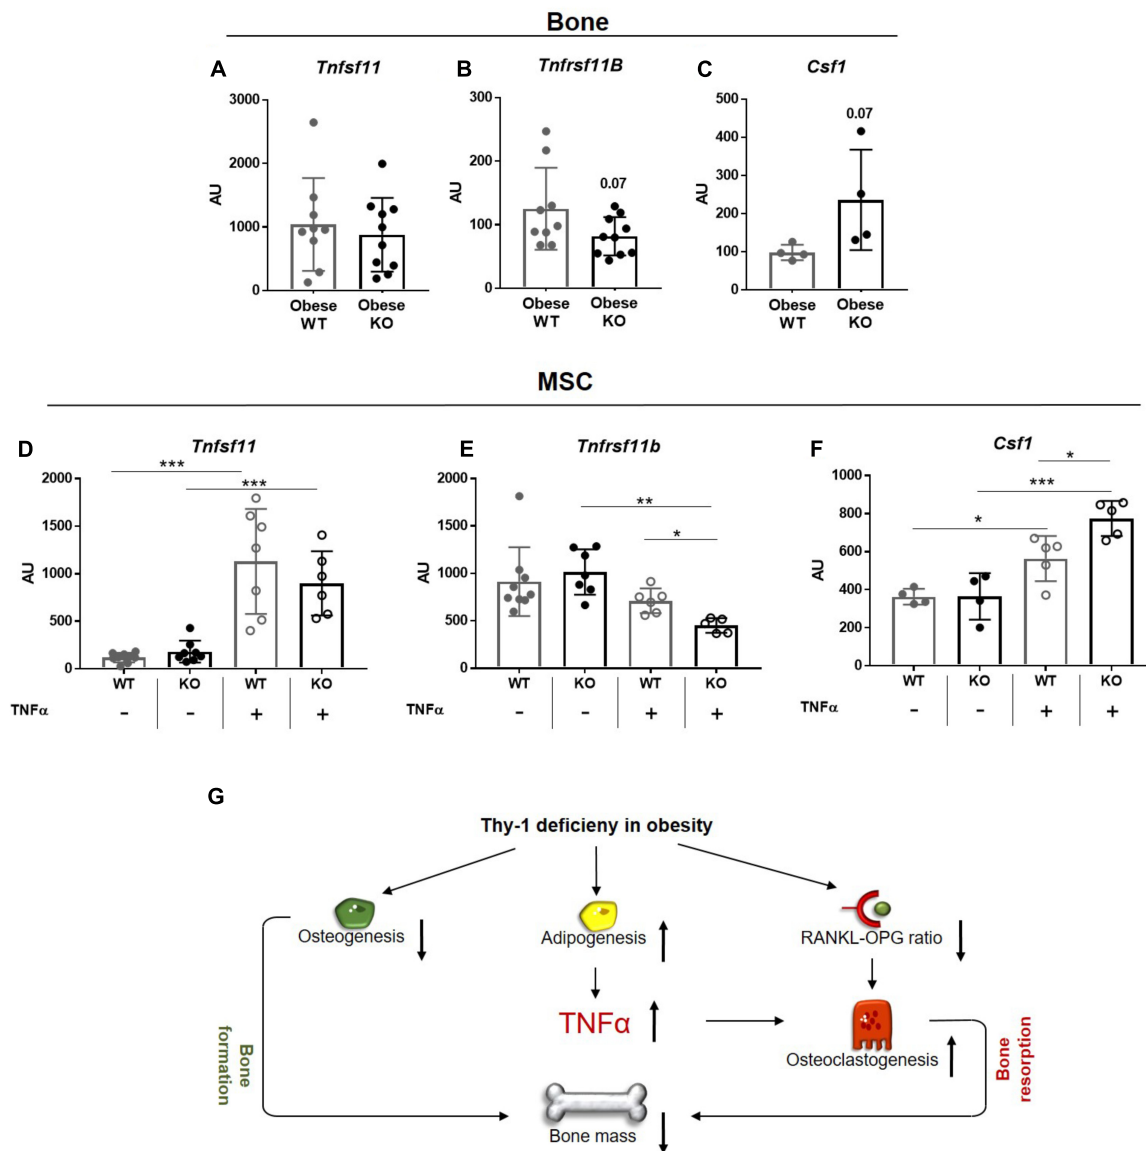 Bone
A
Tnfsf11
3000
2000
1000
0
AU
Obese
WT
Obese
KO
B
Tnfrsf11B
300
200
100
0
AU
0.07
Obese
WT
Obese
KO
C
Csf1
500
400
300
200
100
0
AU
0.07
Obese
WT
Obese
KO
MSC
D
Tnfsf11
***
***
2000
1500
1000
500
0
AU
WT
KO
WT
KO
TNFα
- - + +
E
Tnfrsf11b
**
*
2000
1500
1000
500
0
AU
WT
KO
WT
KO
TNFα
- - + +
F
Csf1
*
***
*
1000
800
600
400
200
0
AU
WT
KO
WT
KO
TNFα
- - + +
G
Thy-1 deficieny in obesity
Osteogenesis
Adipogenesis
RANKL-OPG ratio
TNFα
Osteoclastogenesis
Bone
formation
Bone
resorption
Bone mass